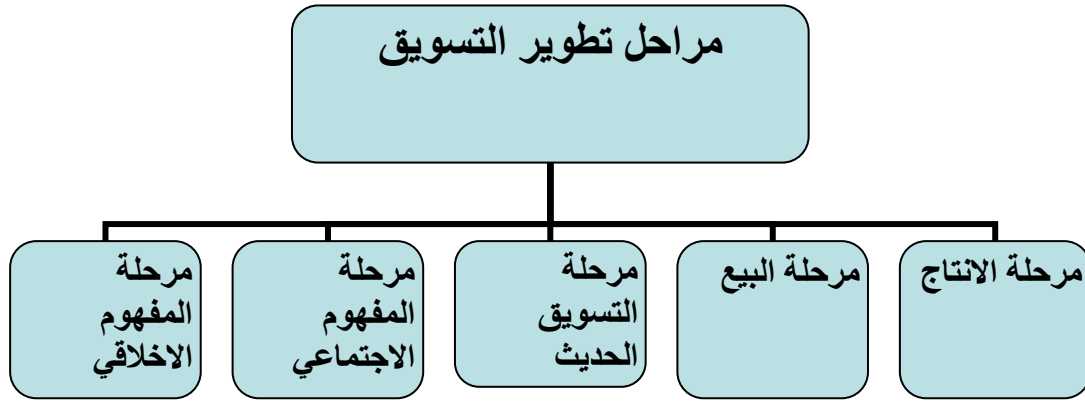 مراحل تطوير التسويق
مرحلة الانتاج
مرحلة البيع
مرحلة
التسويق
الحديث
مرحلة
المفهوم
الاجتماعي
مرحلة
المفهوم
الاخلاقي